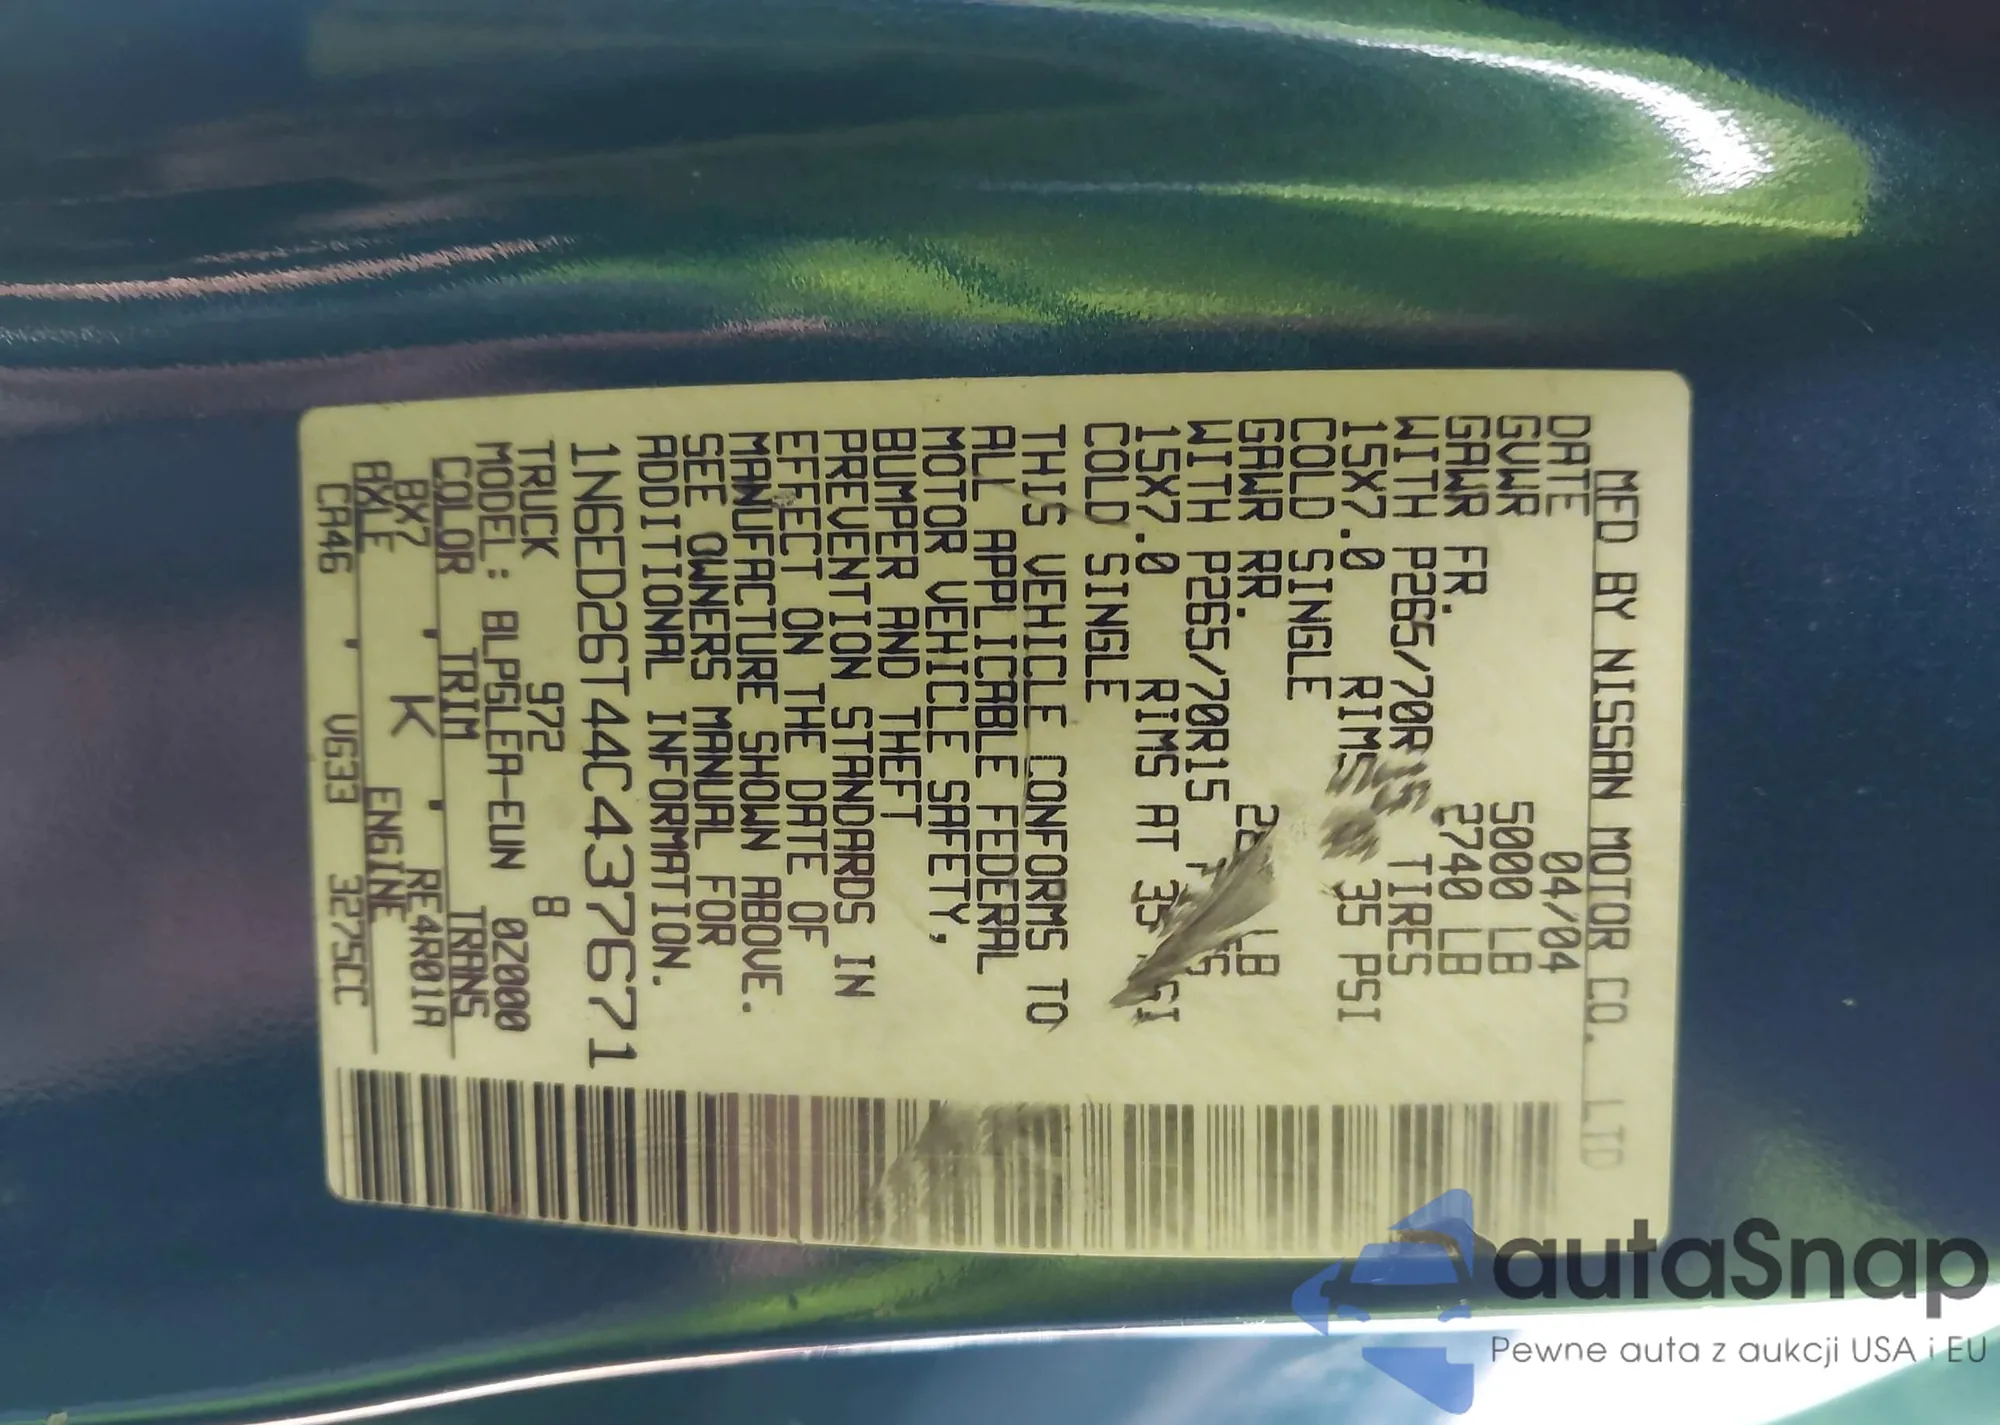 MFD BY NISSAN MOTOR CO. LTD
DATE 04/04
GVWR 5000 LB
GAWR FR. 2740 LB
WITH P265/70R15 TIRES
15X7.0 RIMS 35 PSI
COLD SINGLE
GAWR RR. LB
WITH P265/70R15
15X7.0 RIMS AT 35 PSI
COLD SINGLE
THIS VEHICLE CONFORMS TO
ALL APPLICABLE FEDERAL
MOTOR VEHICLE SAFETY,
BUMPER AND THEFT
PREVENTION STANDARDS IN
EFFECT ON THE DATE OF
MANUFACTURE SHOWN ABOVE.
SEE OWNERS MANUAL FOR
ADDITIONAL INFORMATION.
1N6ED26T44C437671
TRUCK 972 8
MODEL: BLPSLEA-EUN 0Z000
COLOR TRIM TRANS
BX7 K RE4R01A
AXLE ENGINE
CA46 VG33 3275CC
autaSnap
Pewne auta z aukcji USA i EU